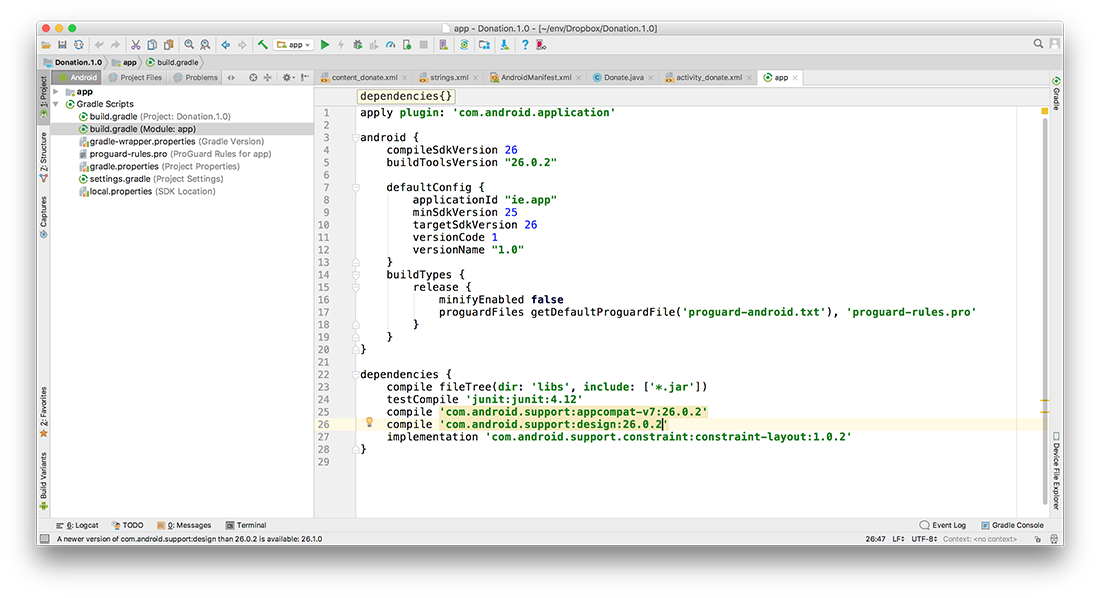 app - Donation.1.0 - [~/env/Dropbox/Donation.1.0]
app
Donation.1.0 app build.gradle
Android Project Files Problems
content_donate.xml strings.xml AndroidManifest.xml Donate.java activity_donate.xml app
1: Project
Z: Structure
Captures
2: Favorites
Build Variants
app
Gradle Scripts
build.gradle (Project: Donation.1.0)
build.gradle (Module: app)
gradle-wrapper.properties (Gradle Version)
proguard-rules.pro (ProGuard Rules for app)
gradle.properties (Project Properties)
settings.gradle (Project Settings)
local.properties (SDK Location)
dependencies{}
1 apply plugin: 'com.android.application'
2
3 android {
4 compileSdkVersion 26
5 buildToolsVersion "26.0.2"
6
7 defaultConfig {
8 applicationId "ie.app"
9 minSdkVersion 25
10 targetSdkVersion 26
11 versionCode 1
12 versionName "1.0"
13 }
14 buildTypes {
15 release {
16 minifyEnabled false
17 proguardFiles getDefaultProguardFile('proguard-android.txt'), 'proguard-rules.pro'
18 }
19 }
20 }
21
22 dependencies {
23 compile fileTree(dir: 'libs', include: ['*.jar'])
24 testCompile 'junit:junit:4.12'
25 compile 'com.android.support:appcompat-v7:26.0.2'
26 compile 'com.android.support:design:26.0.2'
27 implementation 'com.android.support.constraint:constraint-layout:1.0.2'
28 }
29
Gradle
Device File Explorer
6: Logcat TODO 0: Messages Terminal Event Log Gradle Console
A newer version of com.android.support:design than 26.0.2 is available: 26.1.0 26:47 LF÷ UTF-8÷ Context: <no context>